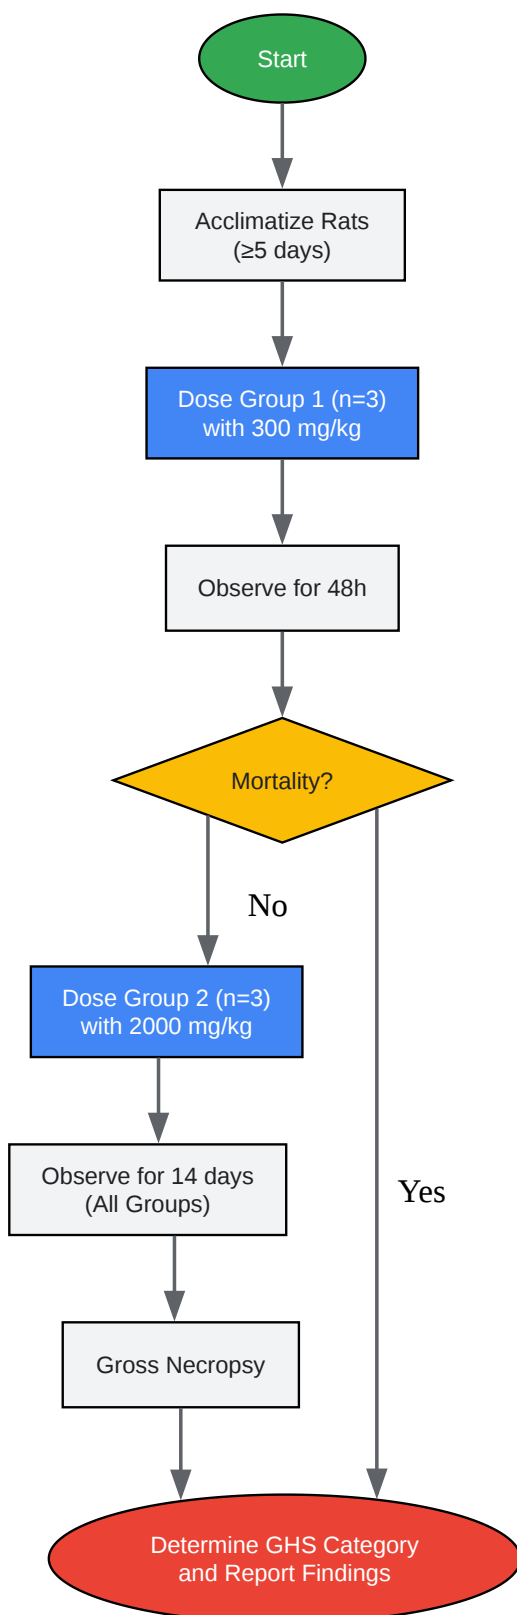 Start
Acclimatize Rats
(≥5 days)
Dose Group 1 (n=3)
with 300 mg/kg
Observe for 48h
Mortality?
No
Dose Group 2 (n=3)
with 2000 mg/kg
Observe for 14 days
(All Groups)
Yes
Gross Necropsy
Determine GHS Category
and Report Findings